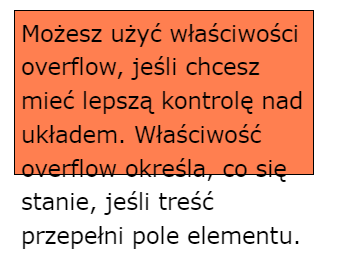 Możesz użyć właściwości
overflow, jeśli chcesz
mieć lepszą kontrolę nad
układem. Właściwość
overflow określa, co się
stanie, jeśli treść
przepełni pole elementu.